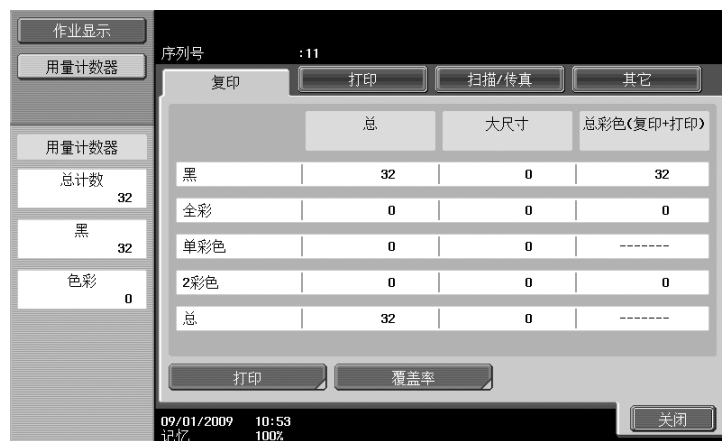 作业显示
用量计数器
序列号 :11
复印 打印 扫描/传真 其它
用量计数器
总计数
32
黑
32
色彩
0
总 大尺寸 总彩色(复印+打印)
黑 32 0 32
全彩 0 0 0
单彩色 0 0 -------
2彩色 0 0 0
总 32 0 -------
打印 覆盖率
09/01/2009 10:53
记忆 100%
关闭